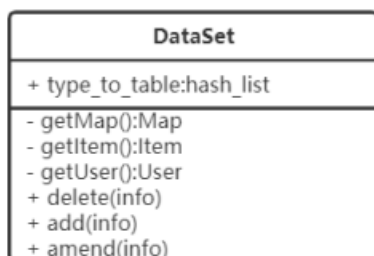 DataSet
+ type_to_table:hash_list
- getMap():Map
- getItem():Item
- getUser():User
+ delete(info)
+ add(info)
+ amend(info)